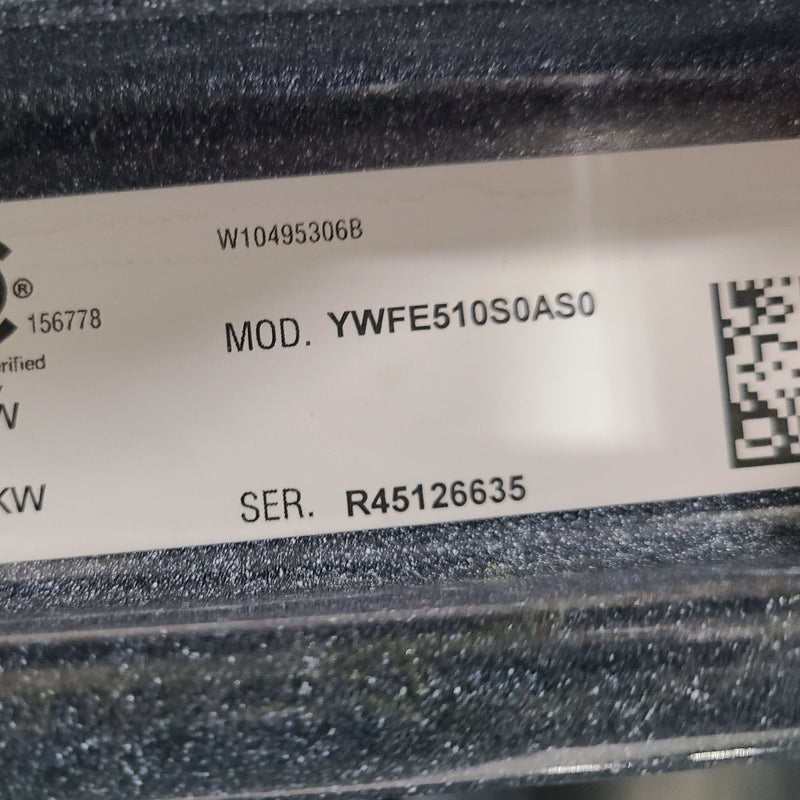 W10495306B
®
156778
MOD. YWFE510S0AS0
rified
W
KW
SER. R45126635